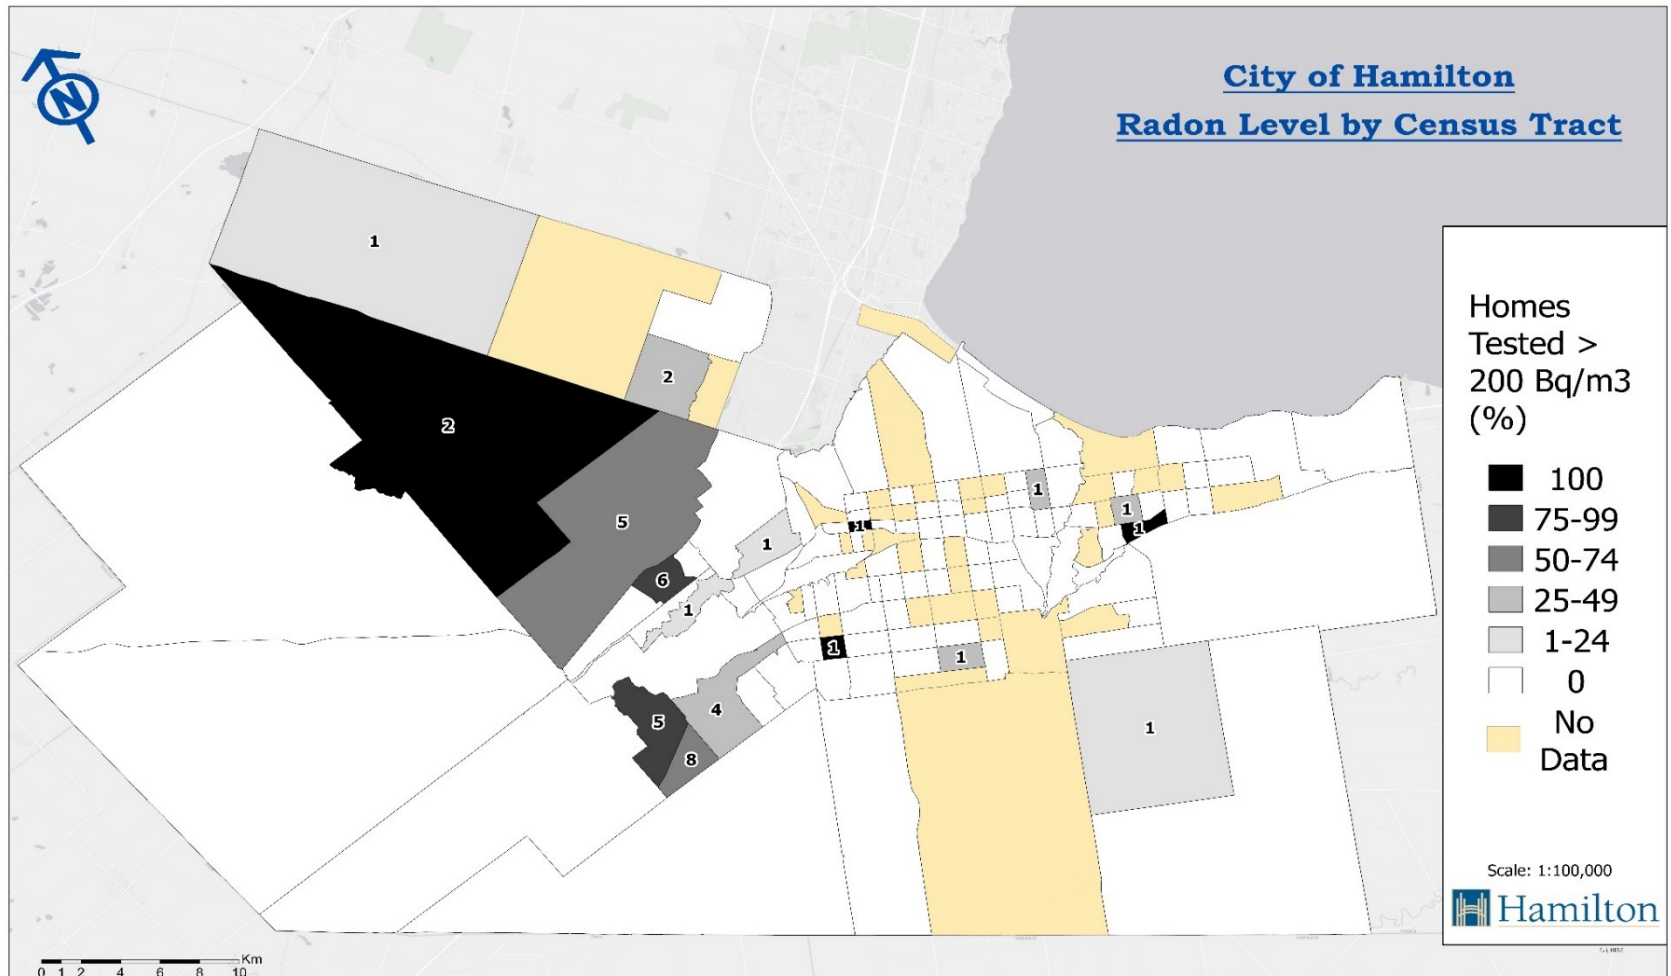 City of Hamilton
Radon Level by Census Tract
N
1
2
2
5
6
1
1
5
4
8
1
1
1
1
1
1
1
Homes
Tested >
200 Bq/m3
(%)
100
75-99
50-74
25-49
1-24
0
No
Data
Scale: 1:100,000
Hamilton
Km
0 1 2 4 6 8 10